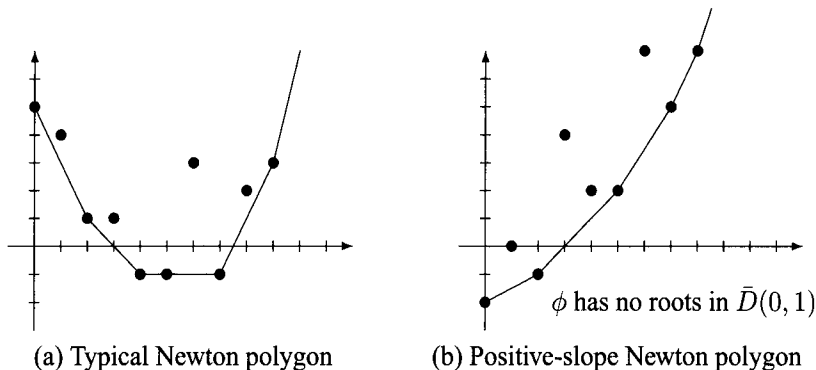 ϕ has no roots in D̄(0, 1)
(a) Typical Newton polygon
(b) Positive-slope Newton polygon